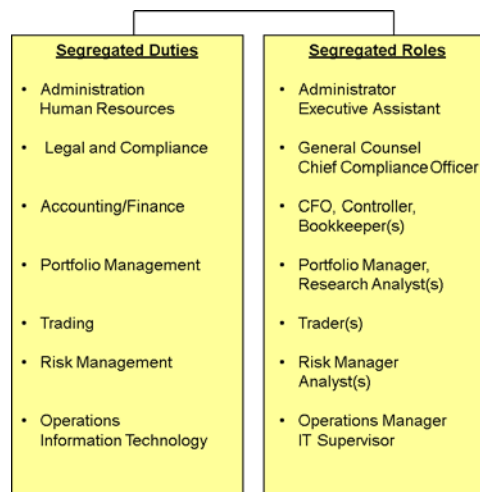 Segregated Duties
• Administration
Human Resources
• Legal and Compliance
• Accounting/Finance
• Portfolio Management
• Trading
• Risk Management
• Operations
Information Technology
Segregated Roles
• Administrator
Executive Assistant
• General Counsel
Chief Compliance Officer
• CFO, Controller,
Bookkeeper(s)
• Portfolio Manager,
Research Analyst(s)
• Trader(s)
• Risk Manager
Analyst(s)
• Operations Manager
IT Supervisor